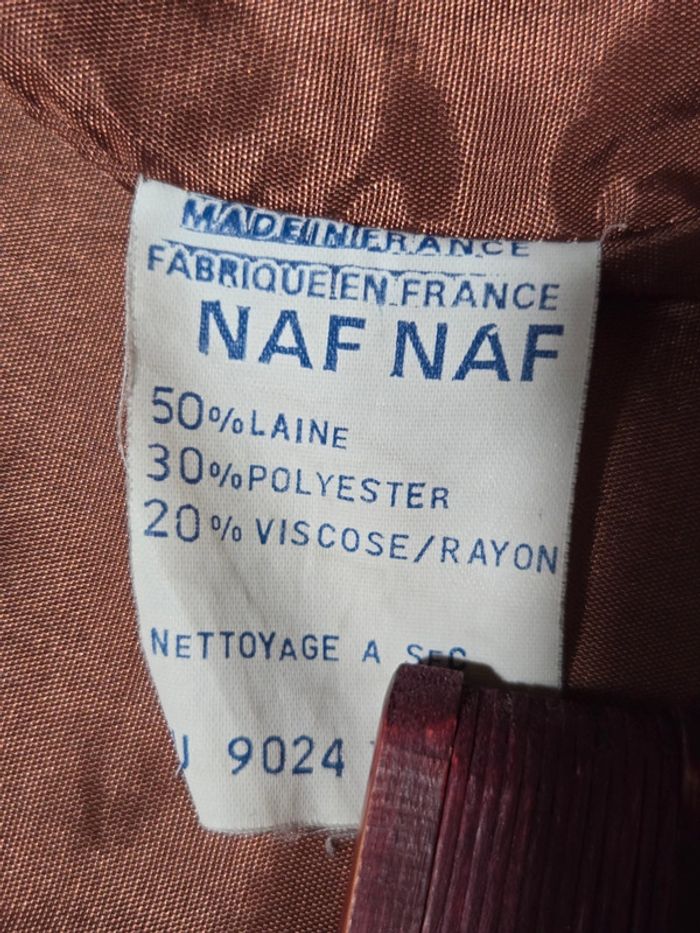 MADE IN FRANCE
FABRIQUE EN FRANCE
NAF NAF
50% LAINE
30% POLYESTER
20% VISCOSE/RAYON
NETTOYAGE A SEC
9024